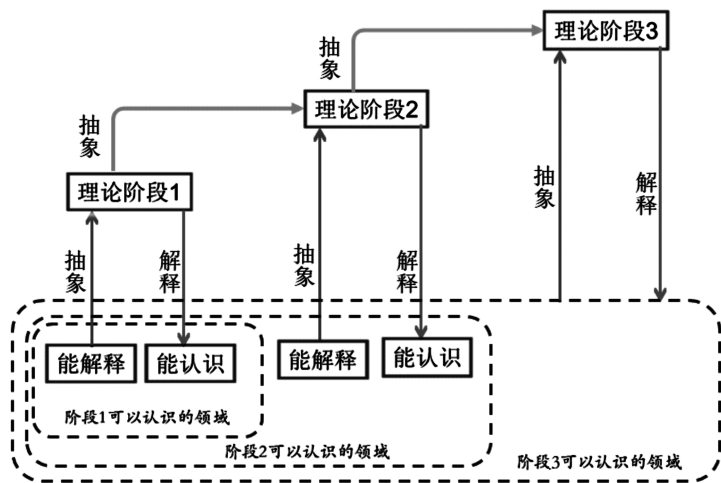 理论阶段3
抽象
理论阶段2
抽象
理论阶段1
抽象
解释
抽象
解释
抽象
解释
能解释
能认识
能解释
能认识
阶段1可以认识的领域
阶段2可以认识的领域
阶段3可以认识的领域